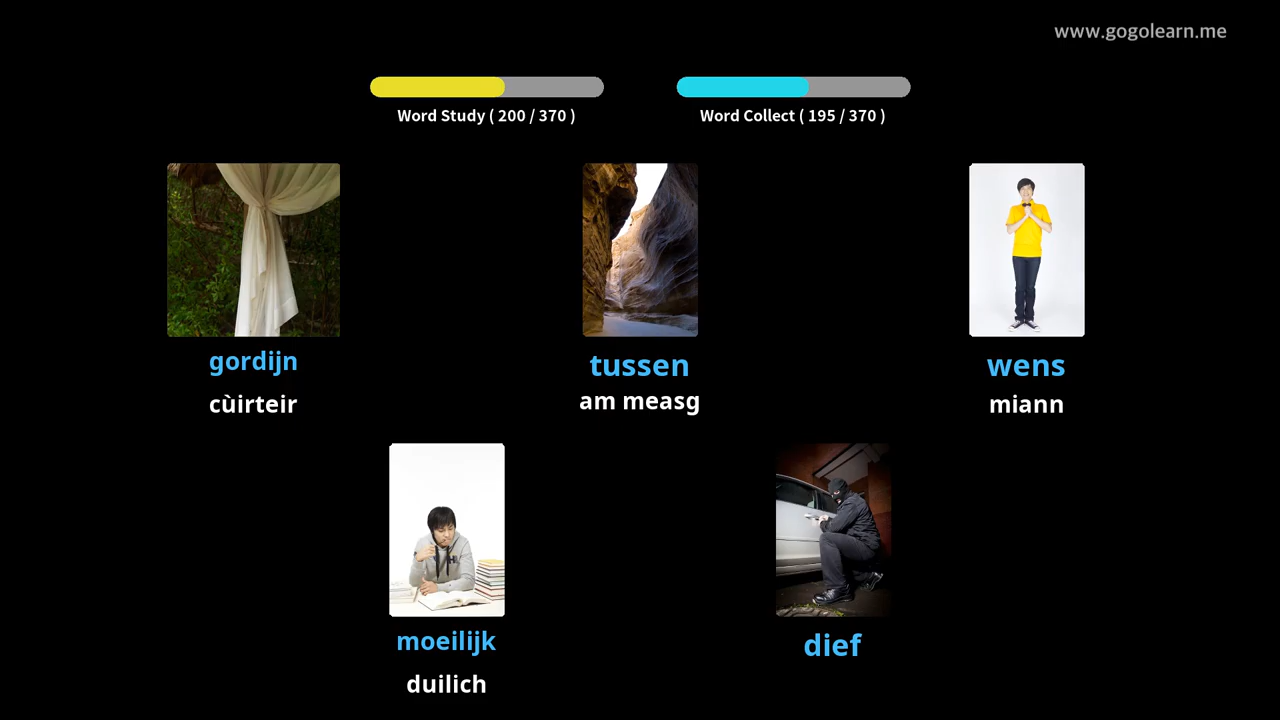 www.gogolearn.me
Word Study ( 200 / 370 )
Word Collect ( 195 / 370 )
gordijn
cùirteir
tussen
am measg
wens
miann
moeilijk
duilich
dief